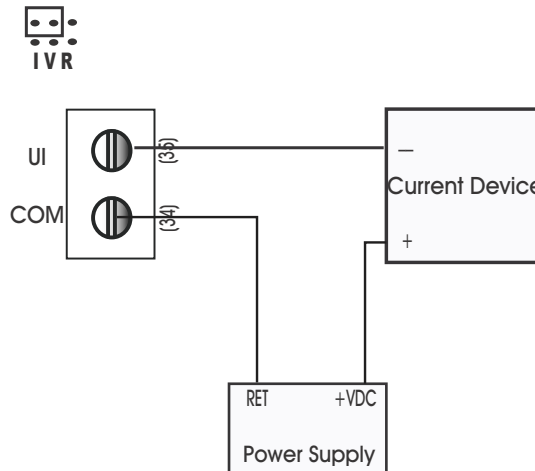 I V R
UI
(35)
—
COM
(34)
Current Device
+
RET
+VDC
Power Supply